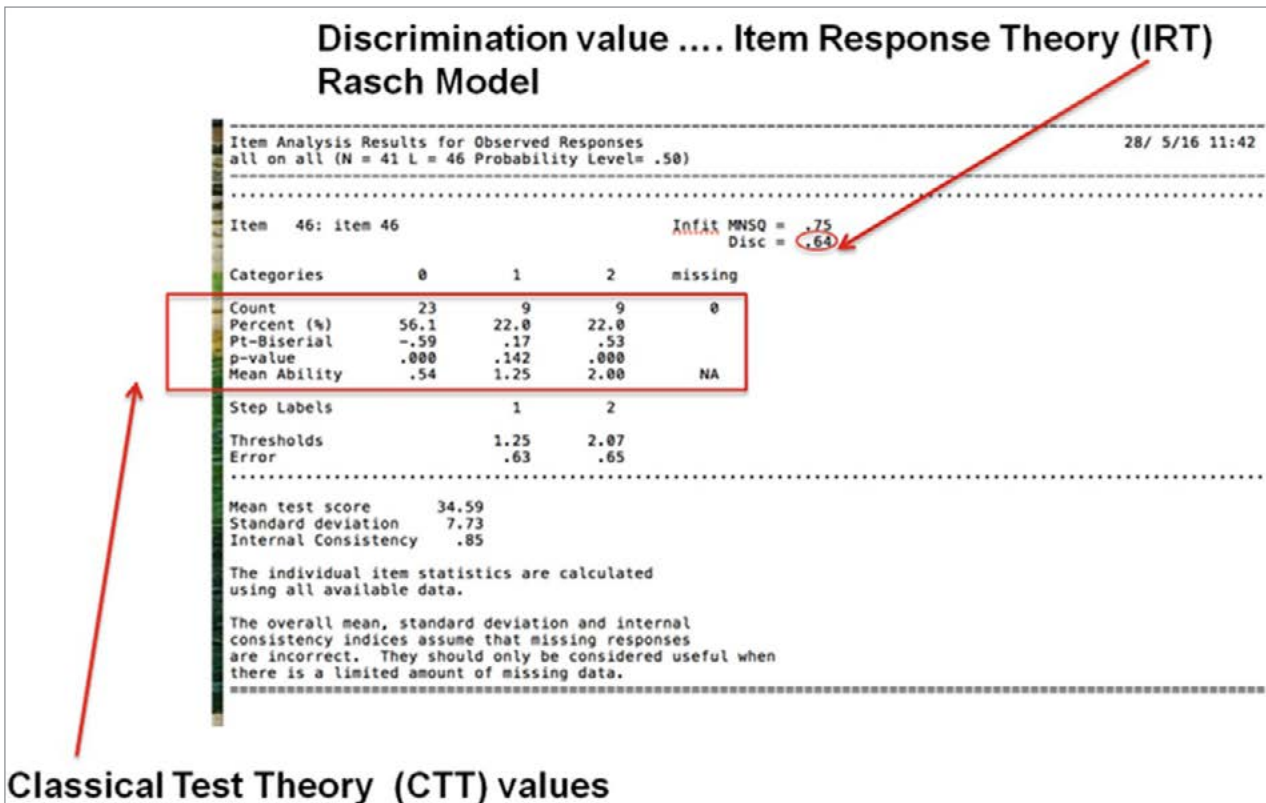 Discrimination value .... Item Response Theory (IRT)
Rasch Model
Item Analysis Results for Observed Responses 28/ 5/16 11:42
all on all (N = 41 L = 46 Probability Level= .50)
Item 46: item 46 Infit MNSQ = .75
Disc = .64
Categories 0 1 2 missing
Count 23 9 9 0
Percent (%) 56.1 22.0 22.0
Pt-Biserial -.59 .17 .53
p-value .000 .142 .000
Mean Ability .54 1.25 2.00 NA
Step Labels 1 2
Thresholds 1.25 2.07
Error .63 .65
Mean test score 34.59
Standard deviation 7.73
Internal Consistency .85
The individual item statistics are calculated
using all available data.
The overall mean, standard deviation and internal
consistency indices assume that missing responses
are incorrect. They should only be considered useful when
there is a limited amount of missing data.
Classical Test Theory (CTT) values